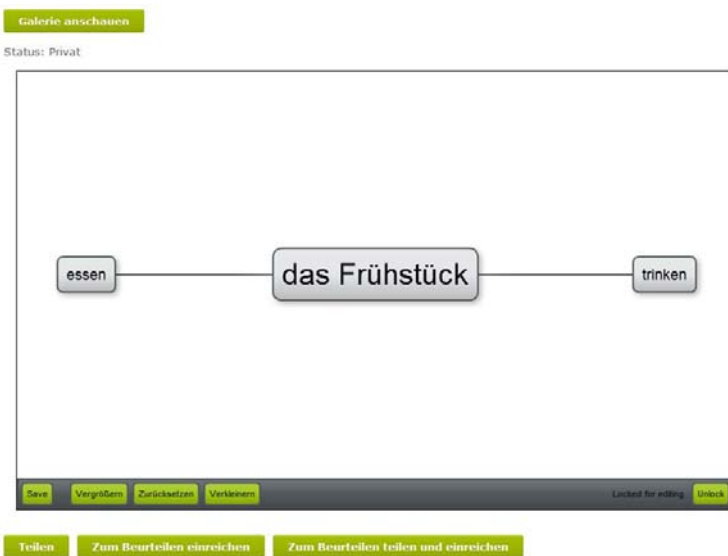 Galerie anschauen
Status: Privat
essen das Frühstück trinken
Save Vergrößern Zurücksetzen Verkleinern Locked for editing Unlock
Teilen Zum Beurteilen einreichen Zum Beurteilen teilen und einreichen